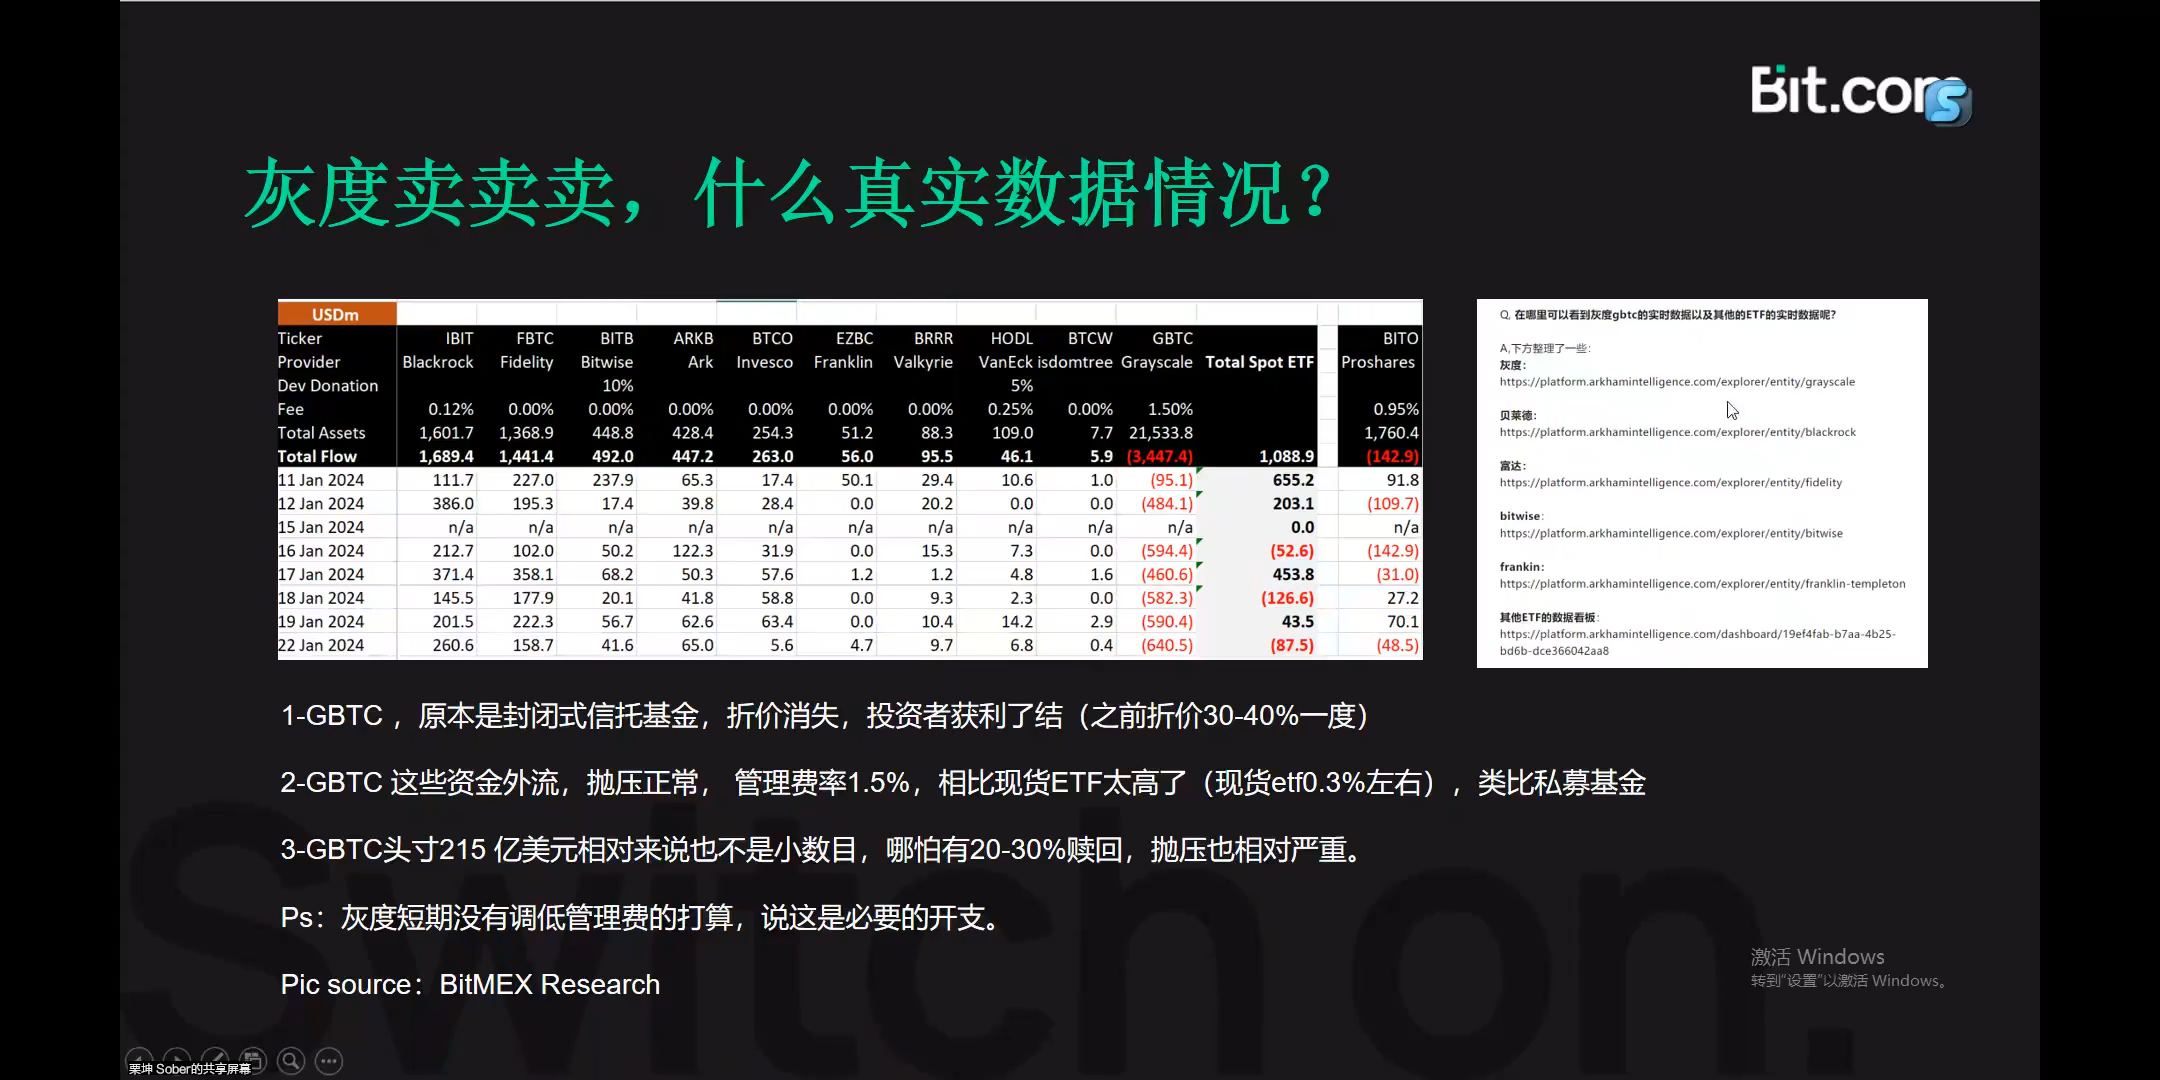 Bit.com
灰度卖卖卖，什么真实数据情况？
USDm
Ticker IBIT FBTC BITB ARKB BTCO EZBC BRRR HODL BTCW GBTC BITO
Provider Blackrock Fidelity Bitwise Ark Invesco Franklin Valkyrie VanEck isdomtree Grayscale Total Spot ETF Proshares
Dev Donation 10% 5%
Fee 0.12% 0.00% 0.00% 0.00% 0.00% 0.00% 0.00% 0.25% 0.00% 1.50% 0.95%
Total Assets 1,601.7 1,368.9 448.8 428.4 254.3 51.2 88.3 109.0 7.7 21,533.8 1,760.4
Total Flow 1,689.4 1,441.4 492.0 447.2 263.0 56.0 95.5 46.1 5.9 (3,447.4) 1,088.9 (142.9)
11 Jan 2024 111.7 227.0 237.9 65.3 17.4 50.1 29.4 10.6 1.0 (95.1) 655.2 91.8
12 Jan 2024 386.0 195.3 17.4 39.8 28.4 0.0 20.2 0.0 0.0 (484.1) 203.1 (109.7)
15 Jan 2024 n/a n/a n/a n/a n/a n/a n/a n/a n/a n/a 0.0 n/a
16 Jan 2024 212.7 102.0 50.2 122.3 31.9 0.0 15.3 7.3 0.0 (594.4) (52.6) (142.9)
17 Jan 2024 371.4 358.1 68.2 50.3 57.6 1.2 1.2 4.8 1.6 (460.6) 453.8 (31.0)
18 Jan 2024 145.5 177.9 20.1 41.8 58.8 0.0 9.3 2.3 0.0 (582.3) (126.6) 27.2
19 Jan 2024 201.5 222.3 56.7 62.6 63.4 0.0 10.4 14.2 2.9 (590.4) 43.5 70.1
22 Jan 2024 260.6 158.7 41.6 65.0 5.6 4.7 9.7 6.8 0.4 (640.5) (87.5) (48.5)
Q, 在哪里可以看到灰度gbtc的实时数据以及其他的ETF的实时数据呢?
A,下方整理了一些：
灰度：
https://platform.arkhamintelligence.com/explorer/entity/grayscale
贝莱德：
https://platform.arkhamintelligence.com/explorer/entity/blackrock
富达：
https://platform.arkhamintelligence.com/explorer/entity/fidelity
bitwise：
https://platform.arkhamintelligence.com/explorer/entity/bitwise
frankin：
https://platform.arkhamintelligence.com/explorer/entity/franklin-templeton
其他ETF的数据看板：
https://platform.arkhamintelligence.com/dashboard/19ef4fab-b7aa-4b25-
bd6b-dce366042aa8
1-GBTC ，原本是封闭式信托基金，折价消失，投资者获利了结（之前折价30-40%一度）
2-GBTC 这些资金外流，抛压正常， 管理费率1.5%，相比现货ETF太高了（现货etf0.3%左右），类比私募基金
3-GBTC头寸215 亿美元相对来说也不是小数目，哪怕有20-30%赎回，抛压也相对严重。
Ps：灰度短期没有调低管理费的打算，说这是必要的开支。
Pic source：BitMEX Research
Switch on.
激活 Windows
转到"设置"以激活 Windows。
栗坤 Sober的共享屏幕